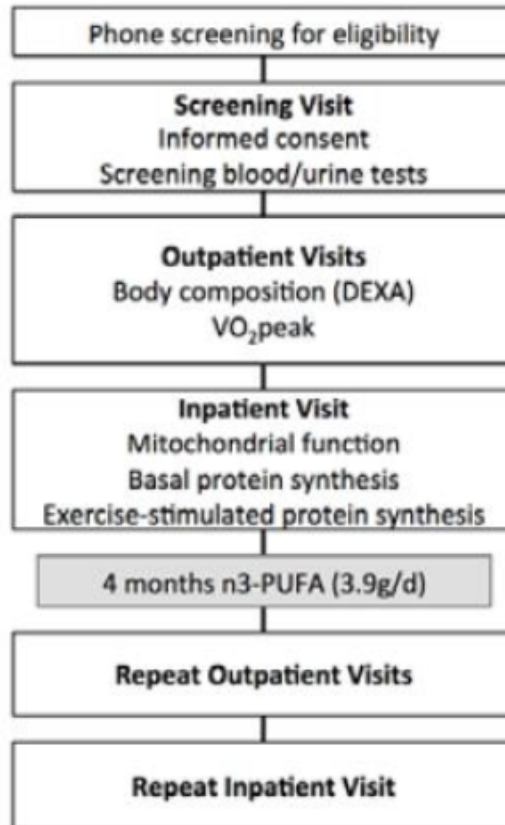 Phone screening for eligibility
Screening Visit
Informed consent
Screening blood/urine tests
Outpatient Visits
Body composition (DEXA)
VO₂peak
Inpatient Visit
Mitochondrial function
Basal protein synthesis
Exercise-stimulated protein synthesis
4 months n3-PUFA (3.9g/d)
Repeat Outpatient Visits
Repeat Inpatient Visit